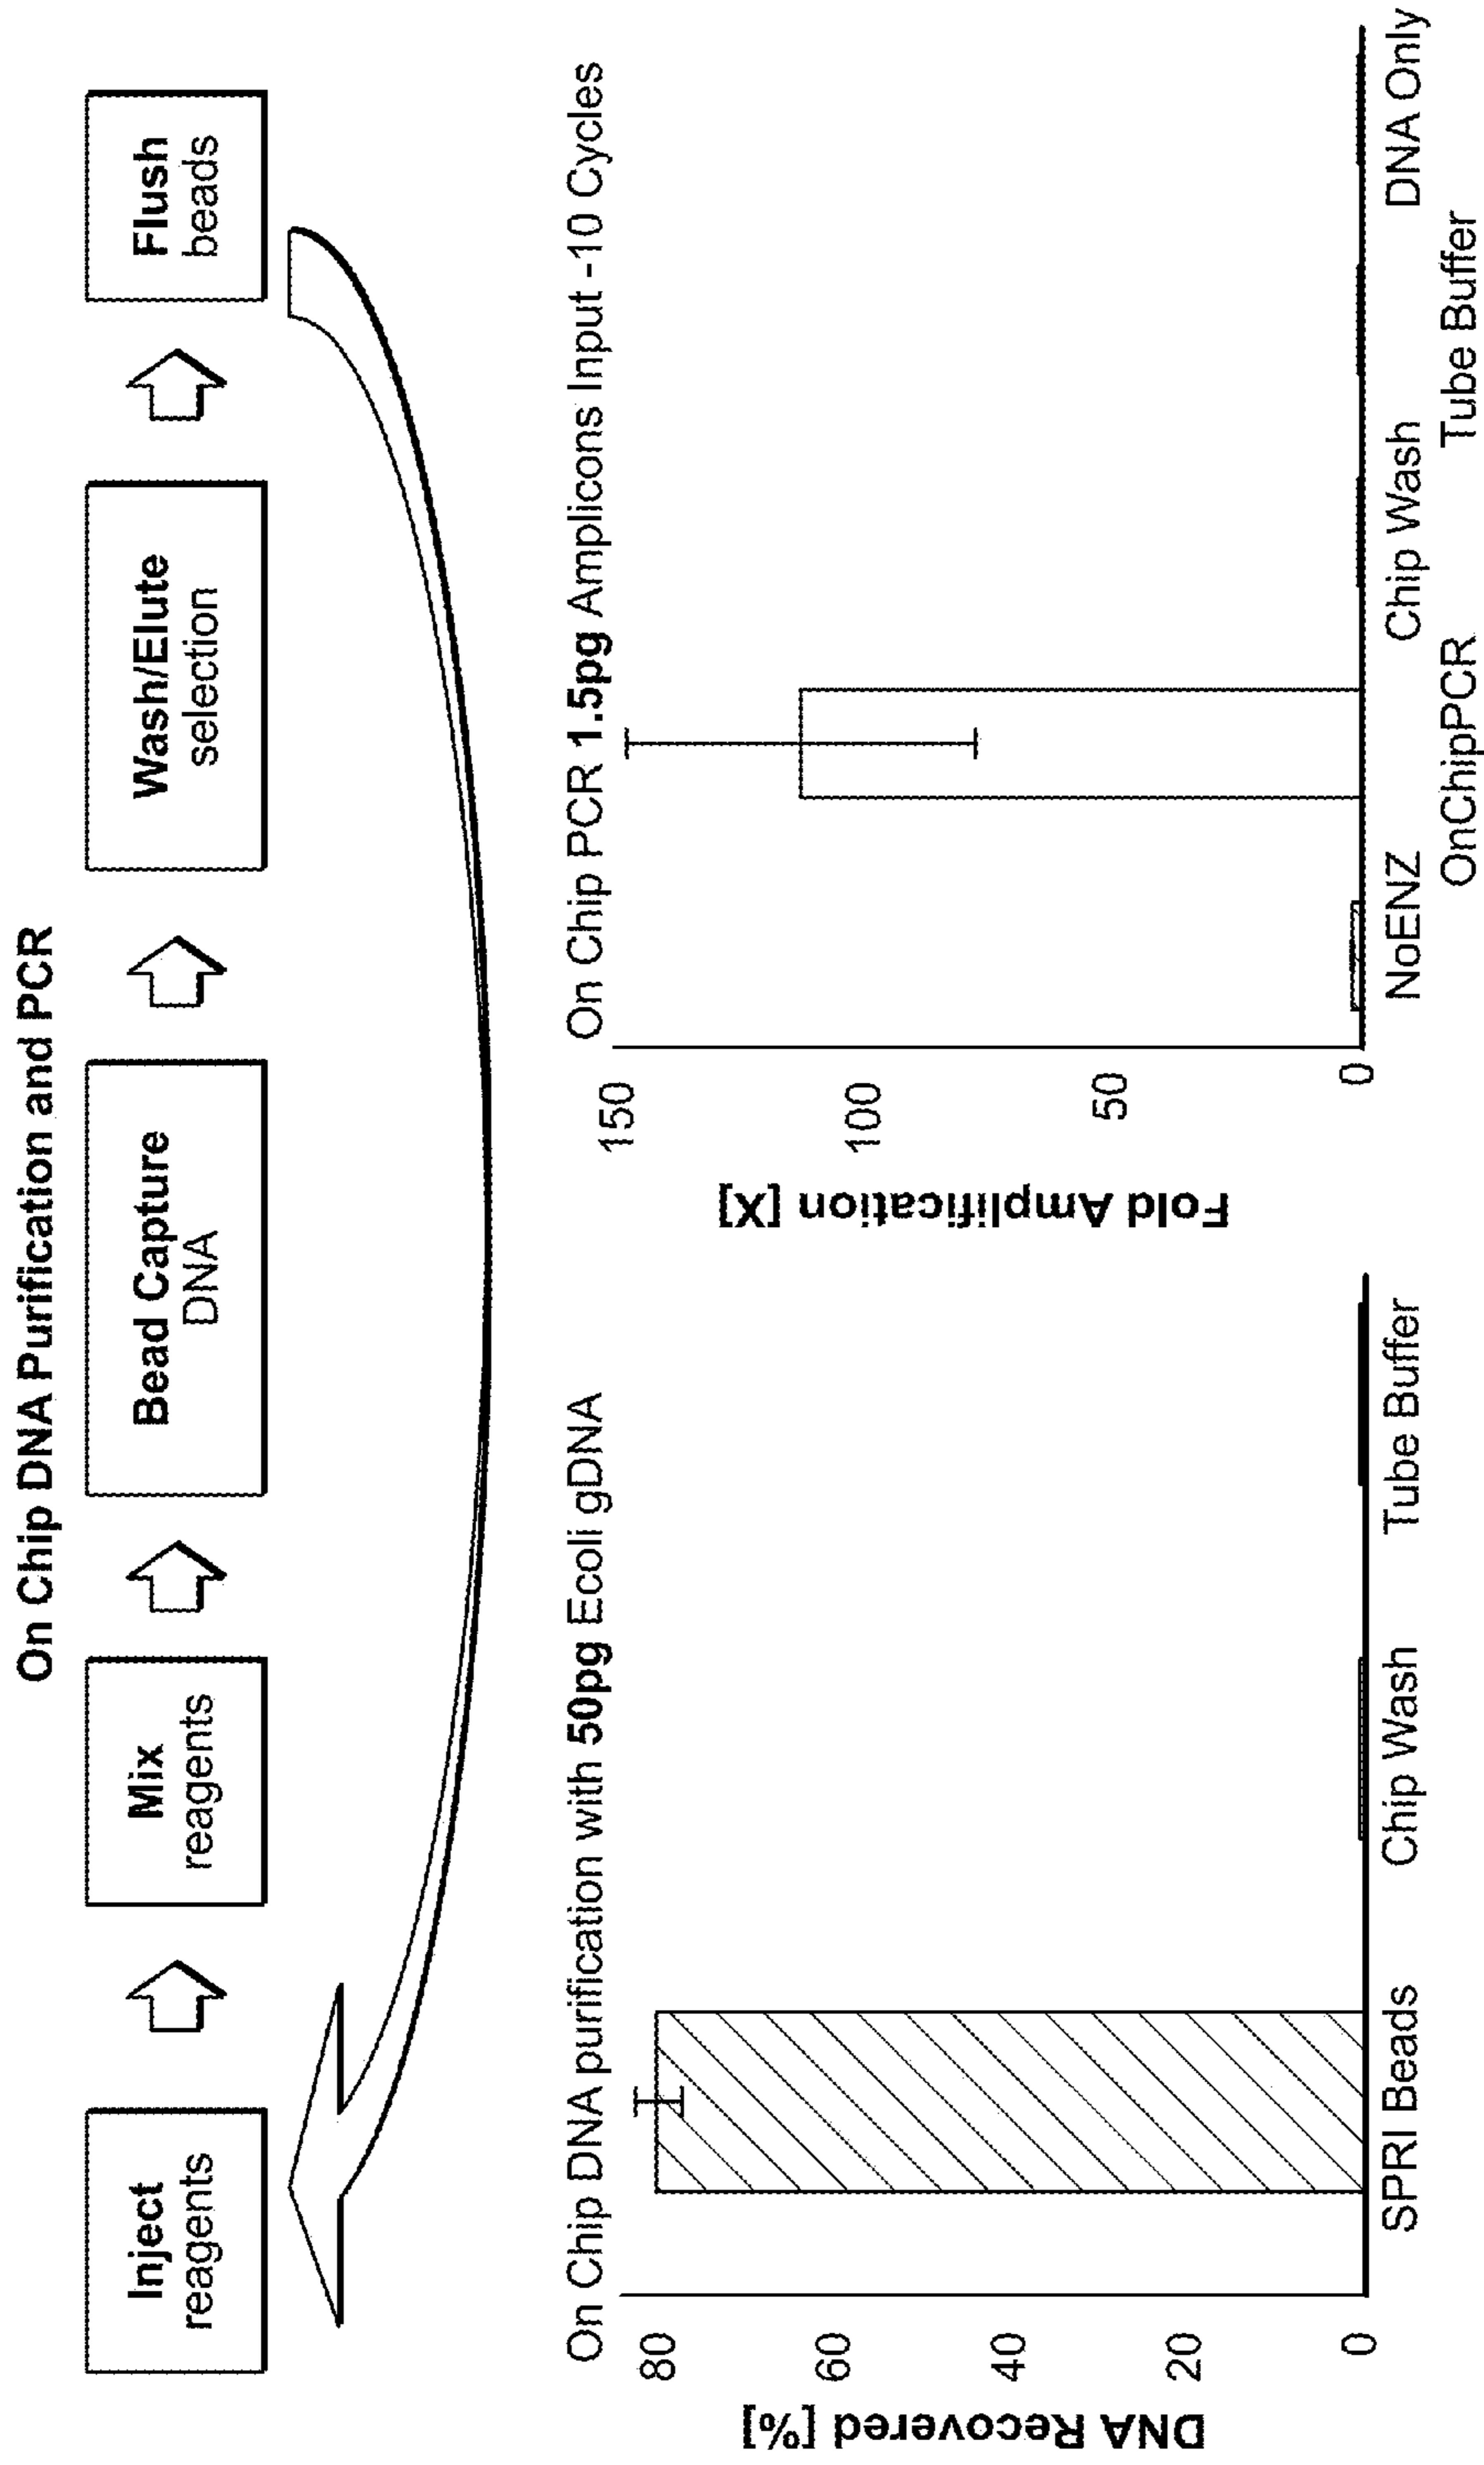 On Chip DNA Purification and PCR
Inject
reagents
Mix
reagents
Bead Capture
DNA
Wash/Elute
selection
Flush
beads
On Chip DNA purification with 50pg Ecoli gDNA
DNA Recovered [%]
80
60
40
20
0
SPRI Beads
Chip Wash
Tube Buffer
On Chip PCR 1.5pg Amplicons Input -10 Cycles
Fold Amplification [X]
150
100
50
0
NoENZ
OnChipPCR
Chip Wash
Tube Buffer
DNA Only